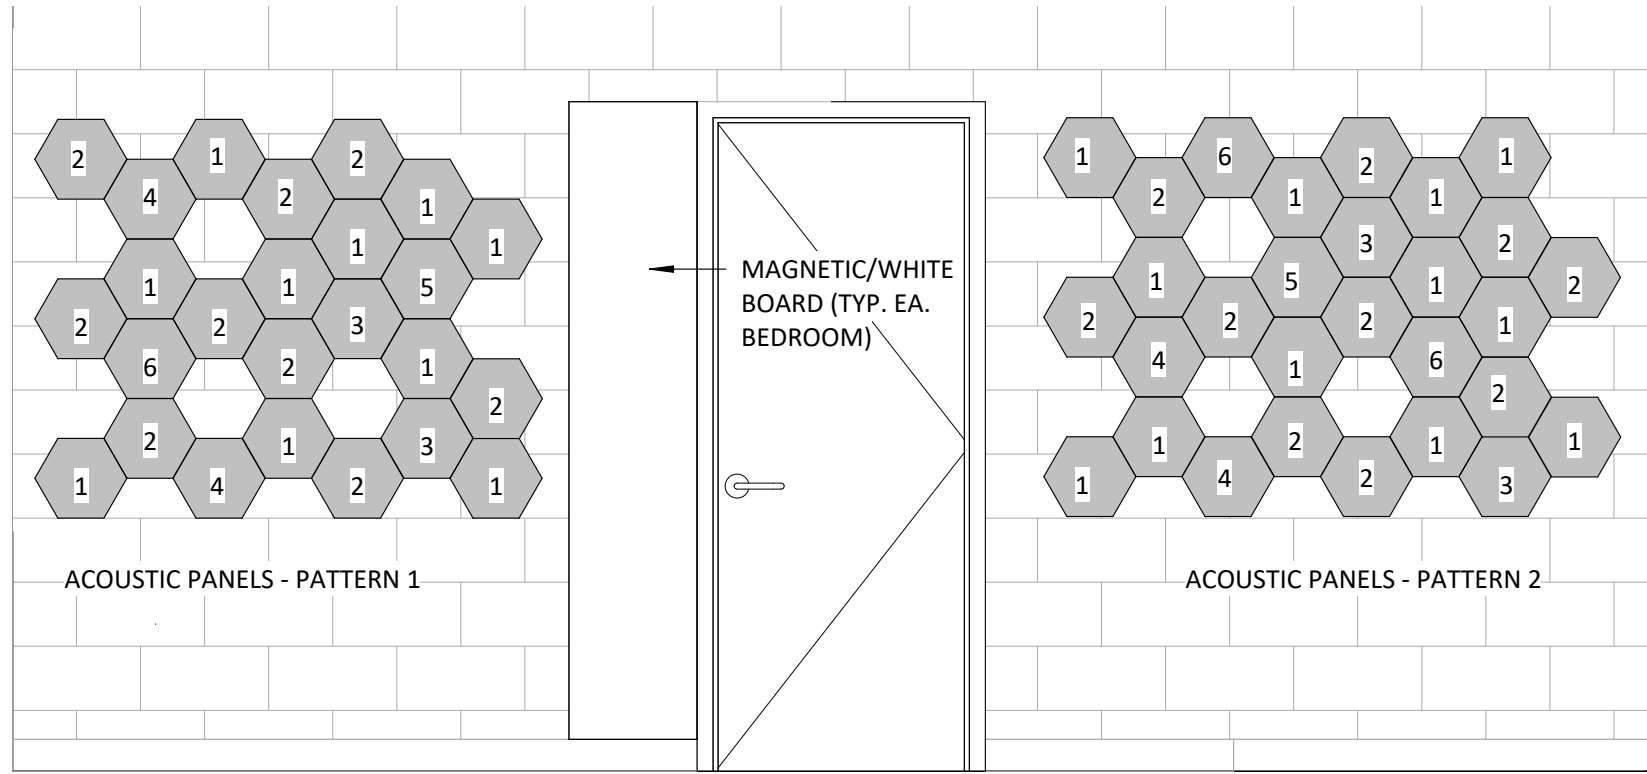 2 1 2
4 2 1
1 1
1 1 5
2 2 3
6 2 1
2
2 1 3
1 4 2 1
ACOUSTIC PANELS - PATTERN 1
MAGNETIC/WHITE
BOARD (TYP. EA.
BEDROOM)
1 6 2 1
2 1 1
3 2
1 5 1 2
2 2 2 1
4 1 6
2
1 2 1 1
1 4 2 3
ACOUSTIC PANELS - PATTERN 2